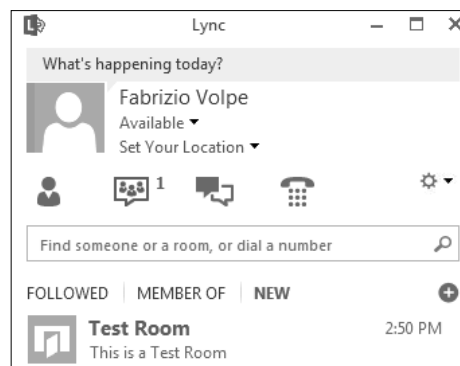 Lync
What's happening today?
Fabrizio Volpe
Available
Set Your Location
1
Find someone or a room, or dial a number
FOLLOWED MEMBER OF NEW
Test Room 2:50 PM
This is a Test Room